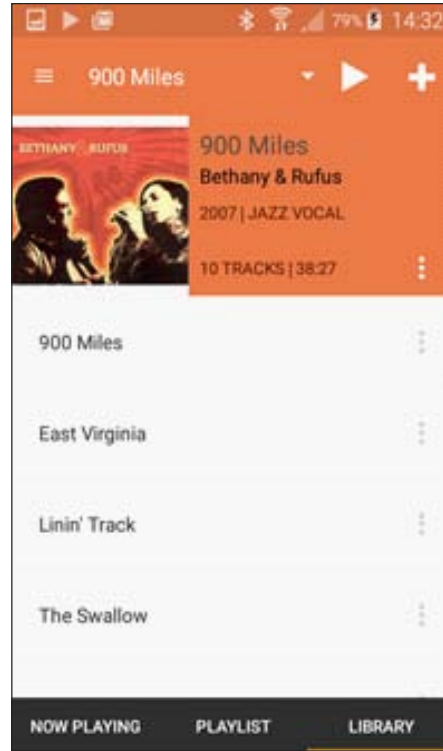 79% 14:32
900 Miles
BETHANY RUFUS
900 Miles
Bethany & Rufus
2007 | JAZZ VOCAL
10 TRACKS | 38:27
900 Miles
East Virginia
Linin' Track
The Swallow
NOW PLAYING PLAYLIST LIBRARY